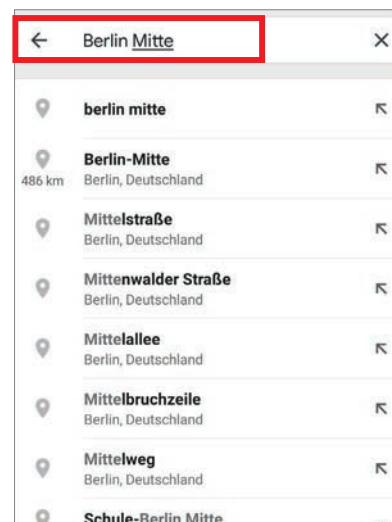 Berlin Mitte
berlin mitte
Berlin-Mitte
486 km
Berlin, Deutschland
Mittelstraße
Berlin, Deutschland
Mittenwalder Straße
Berlin, Deutschland
Mittelallee
Berlin, Deutschland
Mittelbruchzeile
Berlin, Deutschland
Mittelweg
Berlin, Deutschland
Schule-Berlin Mitte